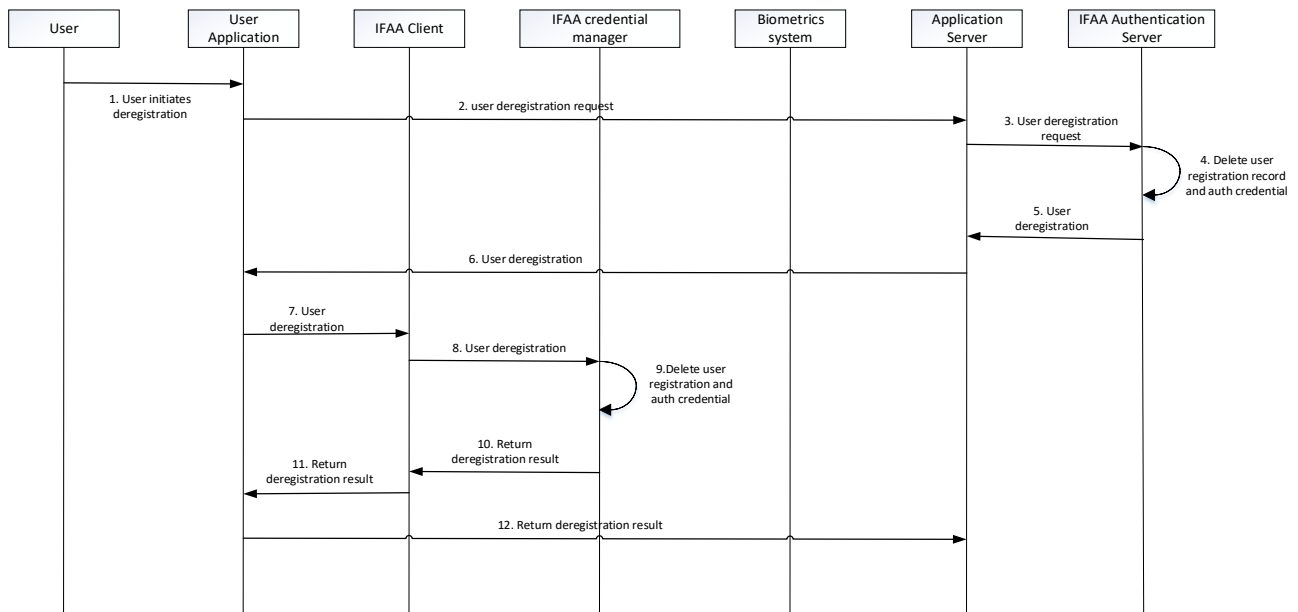 User
User
Application
IFAA Client
IFAA credential
manager
Biometrics
system
Application
Server
IFAA Authentication
Server
1. User initiates
deregistration
2. user deregistration request
3. User deregistration
request
4. Delete user
registration record
and auth credential
5. User
deregistration
6. User deregistration
7. User
deregistration
8. User deregistration
9.Delete user
registration and
auth credential
10. Return
deregistration result
11. Return
deregistration result
12. Return deregistration result